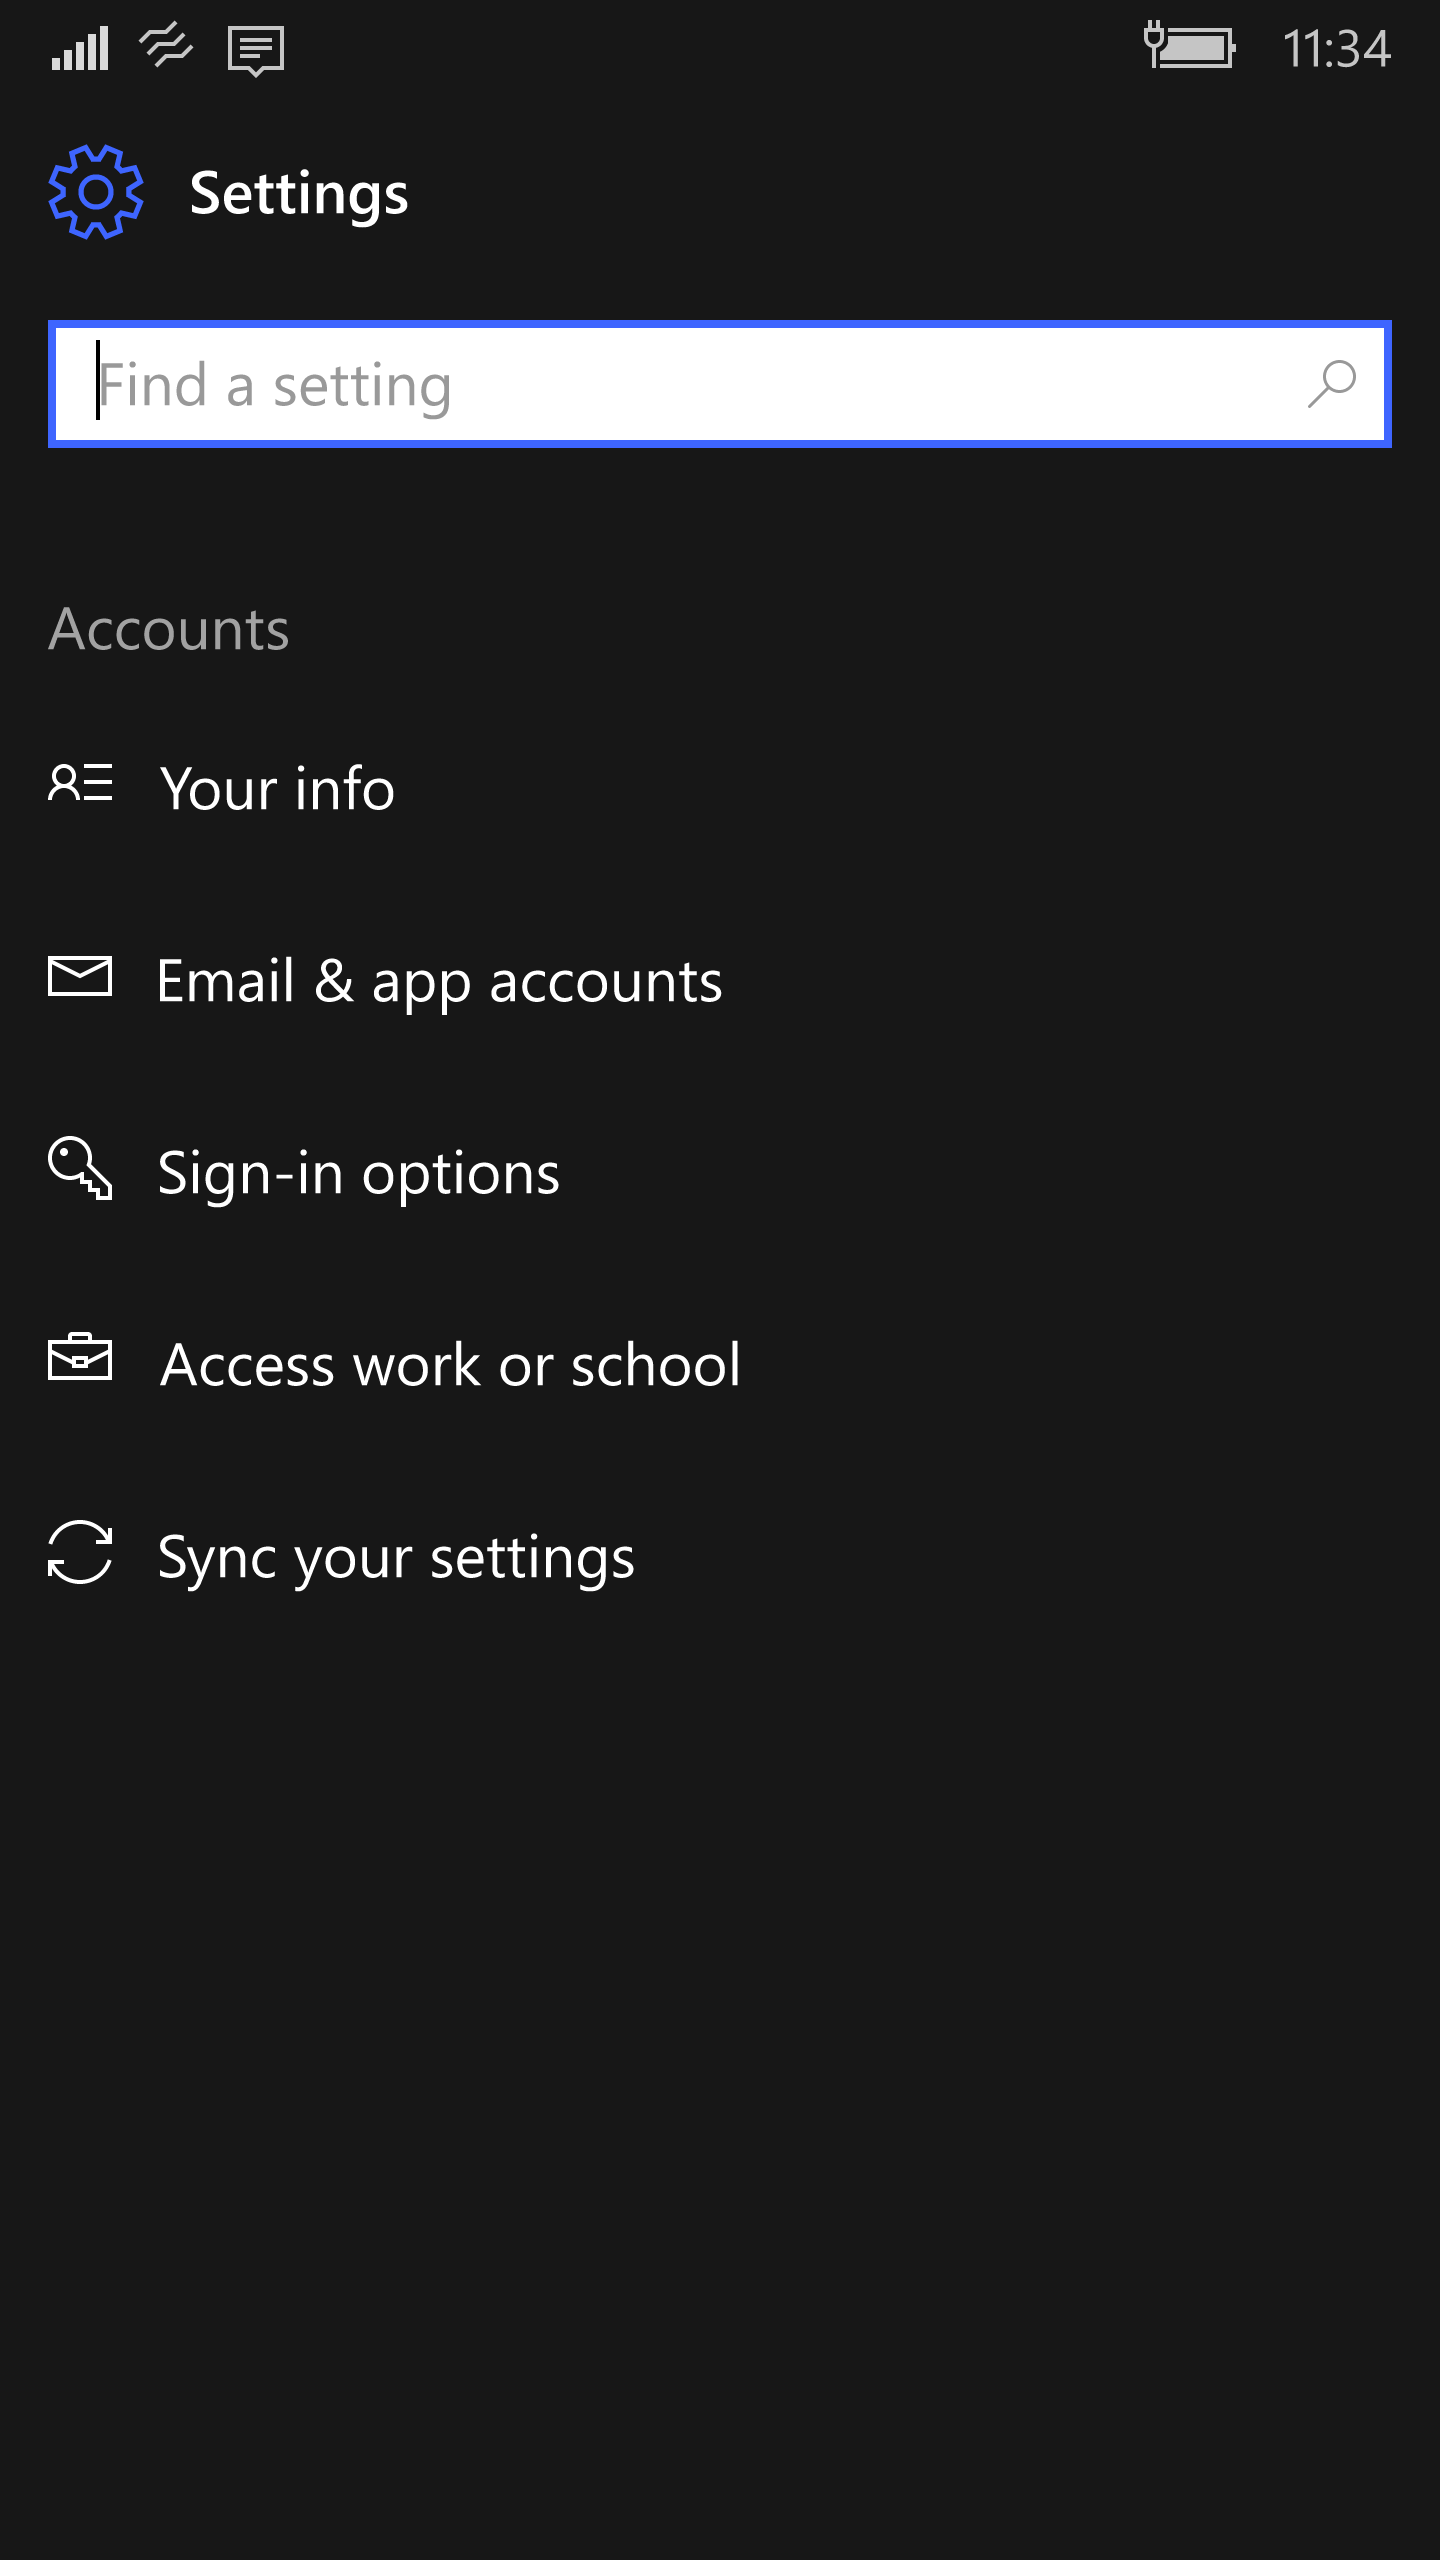 11:34
Settings
Find a setting
Accounts
Your info
Email & app accounts
Sign-in options
Access work or school
Sync your settings